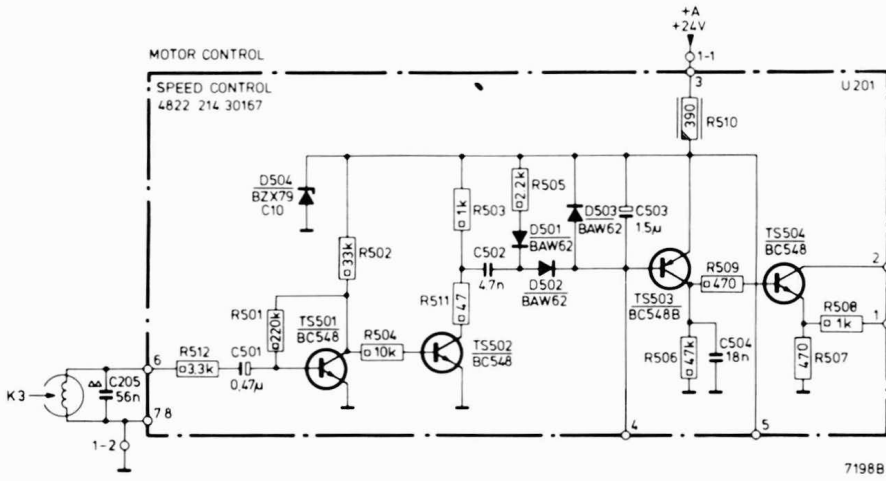 +A
+24V
1-1
MOTOR CONTROL
3
SPEED CONTROL
4822 214 30167
U 201
390
R510
D504
BZX79
C10
1k
R503
2.2k
R505
D501
BAW62
D503
BAW62
C503
1.5µ
33k
R502
C502
4.7n
D502
BAW62
TS504
BC548
2
R501
220k
R511
47
TS503
BC548B
R509
470
TS501
BC548
R504
10k
TS502
BC548
R508
1k
1
R512
3.3k
C501
0,47µ
R506
47k
C504
18n
470
R507
6
K3
C205
56n
7.8
1-2
4
5
7198B